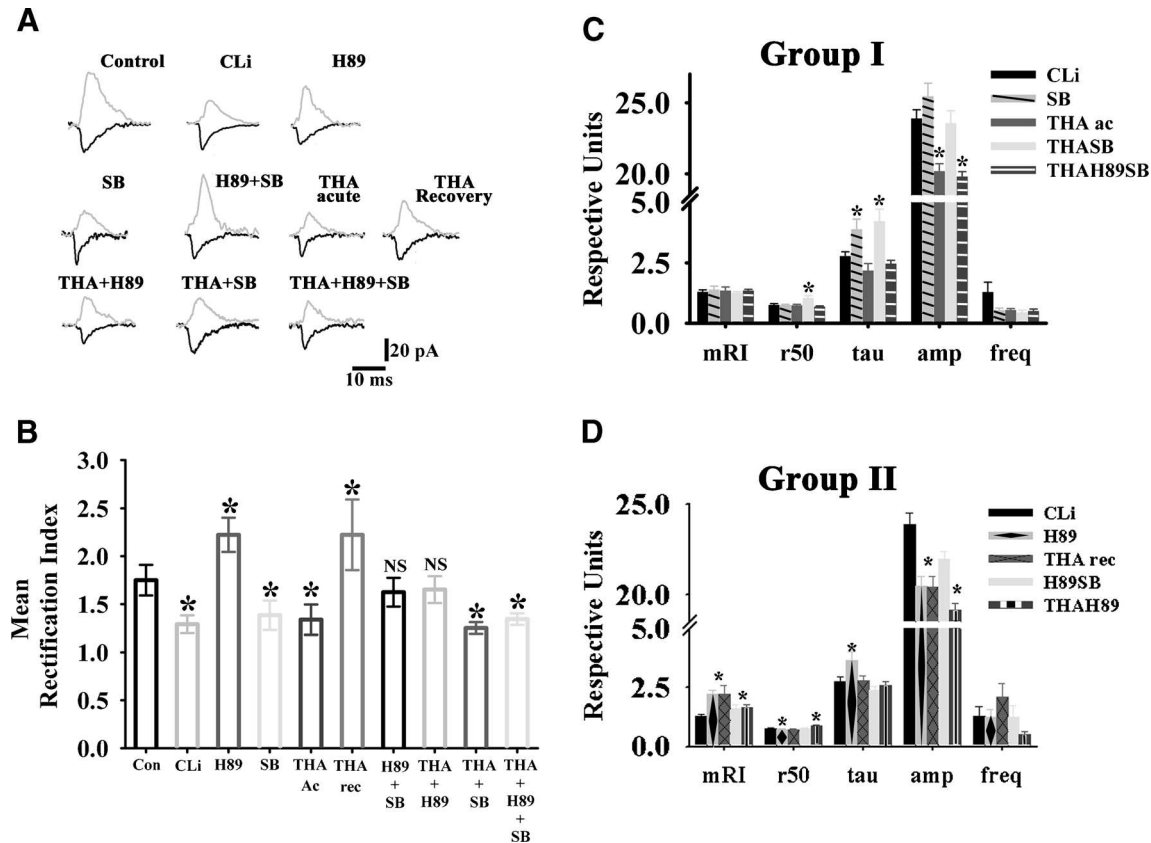 A
Control CLi H89
SB H89+SB THA acute THA Recovery
THA+H89 THA+SB THA+H89+SB
20 pA
10 ms
B
Mean Rectification Index
3.0
2.5
2.0
1.5
1.0
0.5
0.0
* * * * * NS NS * *
Con CLi H89 SB THA Ac THA rec H89 + SB THA + H89 THA + SB THA + H89 + SB
C
Group I
Respective Units
25.0
20.0
5.0
2.5
0.0
* * * * *
mRI r50 tau amp freq
CLi
SB
THA ac
THASB
THAH89SB
D
Group II
Respective Units
25.0
20.0
5.0
2.5
0.0
* * * * * * *
mRI r50 tau amp freq
CLi
H89
THA rec
H89SB
THAH89